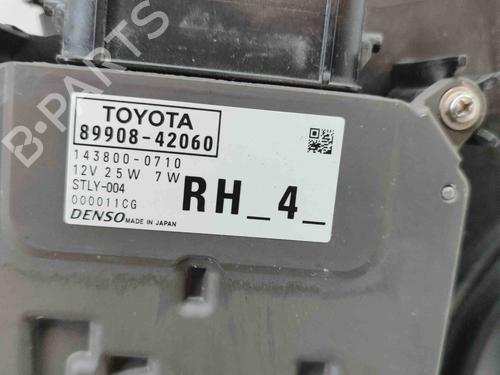 B-PARTS
TOYOTA
89908-42060
143800-0710
12V 25W 7W
STLY-004
000011CG
DENSO MADE IN JAPAN
RH_4_